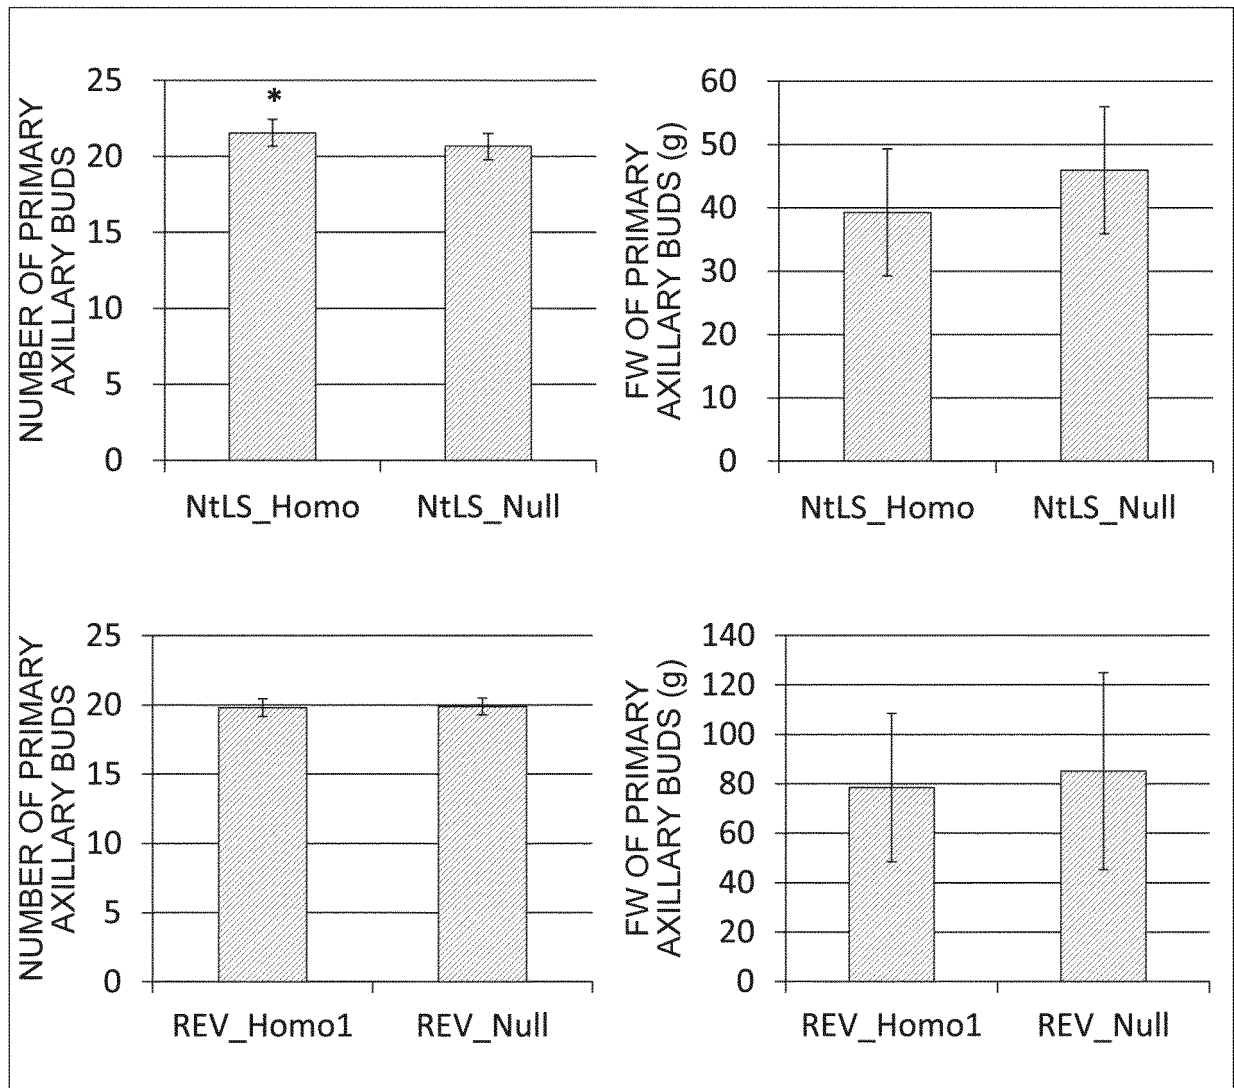 NUMBER OF PRIMARY
AXILLARY BUDS
25
20
15
10
5
0
*
NtLS_Homo
NtLS_Null
FW OF PRIMARY
AXILLARY BUDS (g)
60
50
40
30
20
10
0
NtLS_Homo
NtLS_Null
NUMBER OF PRIMARY
AXILLARY BUDS
25
20
15
10
5
0
REV_Homo1
REV_Null
FW OF PRIMARY
AXILLARY BUDS (g)
140
120
100
80
60
40
20
0
REV_Homo1
REV_Null